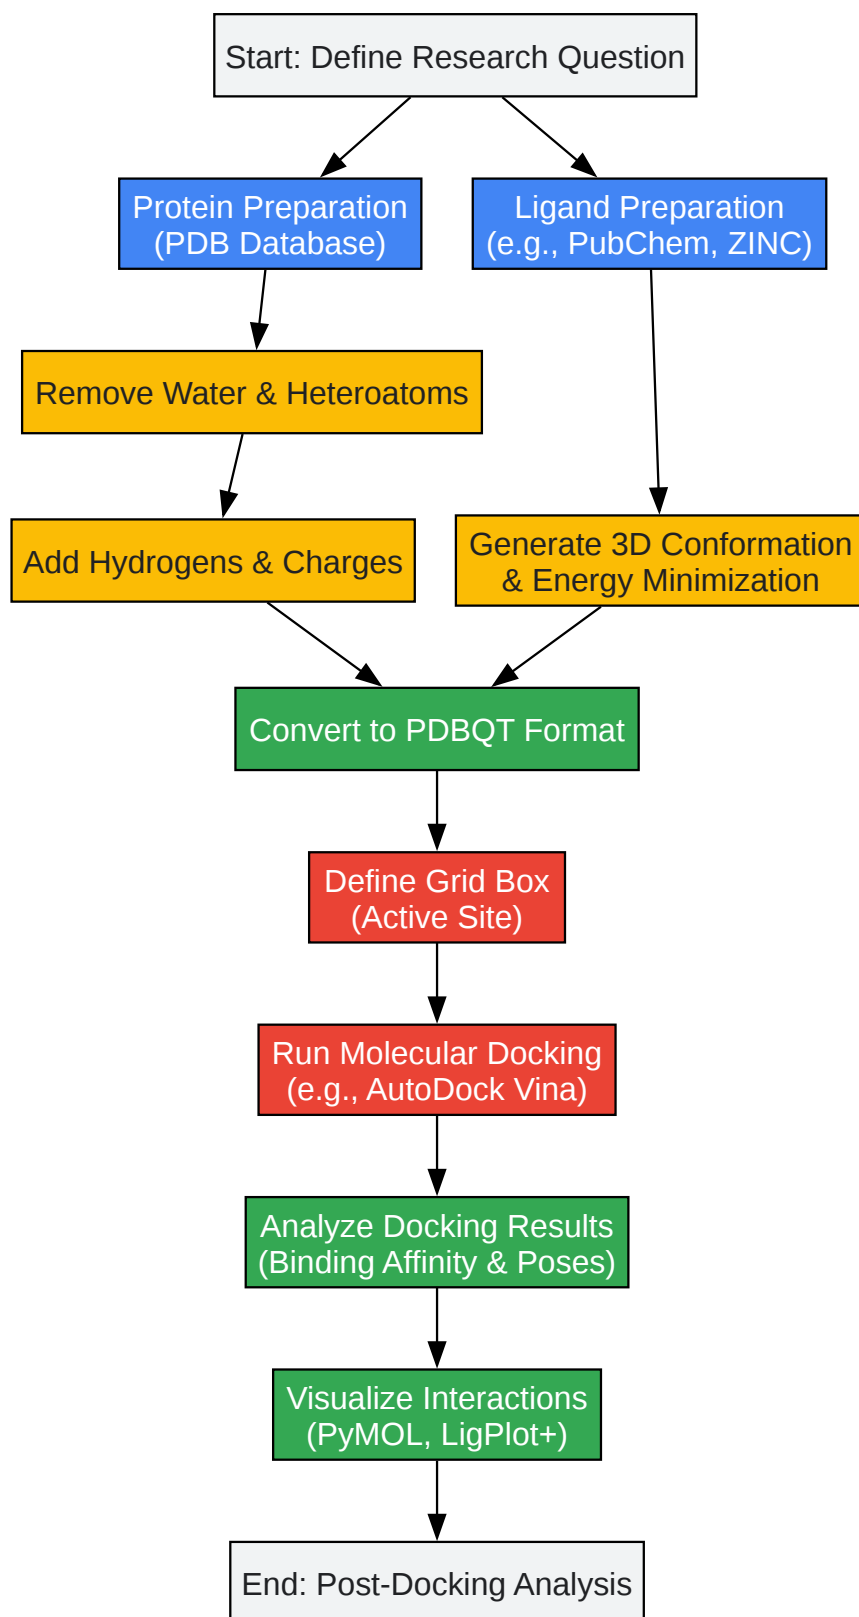 Start: Define Research Question
Protein Preparation
(PDB Database)
Ligand Preparation
(e.g., PubChem, ZINC)
Remove Water & Heteroatoms
Add Hydrogens & Charges
Generate 3D Conformation
& Energy Minimization
Convert to PDBQT Format
Define Grid Box
(Active Site)
Run Molecular Docking
(e.g., AutoDock Vina)
Analyze Docking Results
(Binding Affinity & Poses)
Visualize Interactions
(PyMOL, LigPlot+)
End: Post-Docking Analysis